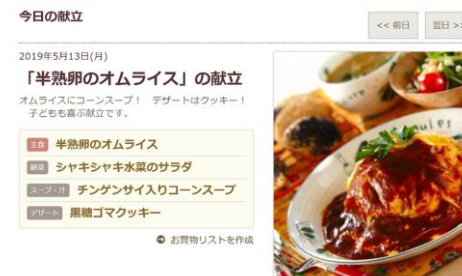 今日の献立
<< 前日
翌日 >>
2019年5月13日(月)
「半熟卵のオムライス」の献立
オムライスにコーンスープ！ デザートはクッキー！
子どもも喜ぶ献立です。
主食 半熟卵のオムライス
副菜 シャキシャキ水菜のサラダ
スープ・汁 チンゲンサイ入りコーンスープ
デザート 黒糖ゴマクッキー
お買物リストを作成